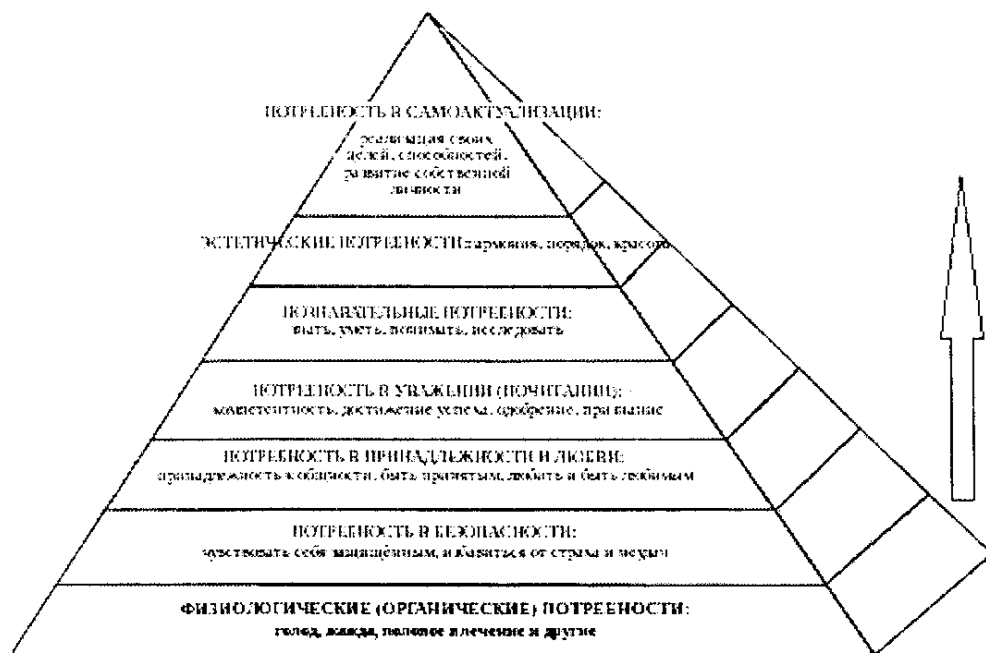 ПОТРЕБНОСТЬ В САМОАКТУАЛИЗАЦИИ:
реализация своих
целей, способностей,
развитие собственной
личности
ЭСТЕТИЧЕСКИЕ ПОТРЕБНОСТИ: гармония, порядок, красота
ПОЗНАВАТЕЛЬНЫЕ ПОТРЕБНОСТИ:
знать, уметь, понимать, исследовать
ПОТРЕБНОСТЬ В УВАЖЕНИИ (ПОЧИТАНИИ):
компетентность, достижение успеха, одобрение, признание
ПОТРЕБНОСТЬ В ПРИНАДЛЕЖНОСТИ И ЛЮБВИ:
принадлежность к общности, быть принятым, любить и быть любимым
ПОТРЕБНОСТЬ В БЕЗОПАСНОСТИ:
чувствовать себя защищённым, избавиться от страха и неудач
ФИЗИОЛОГИЧЕСКИЕ (ОРГАНИЧЕСКИЕ) ПОТРЕБНОСТИ:
голод, жажда, половое влечение и другие